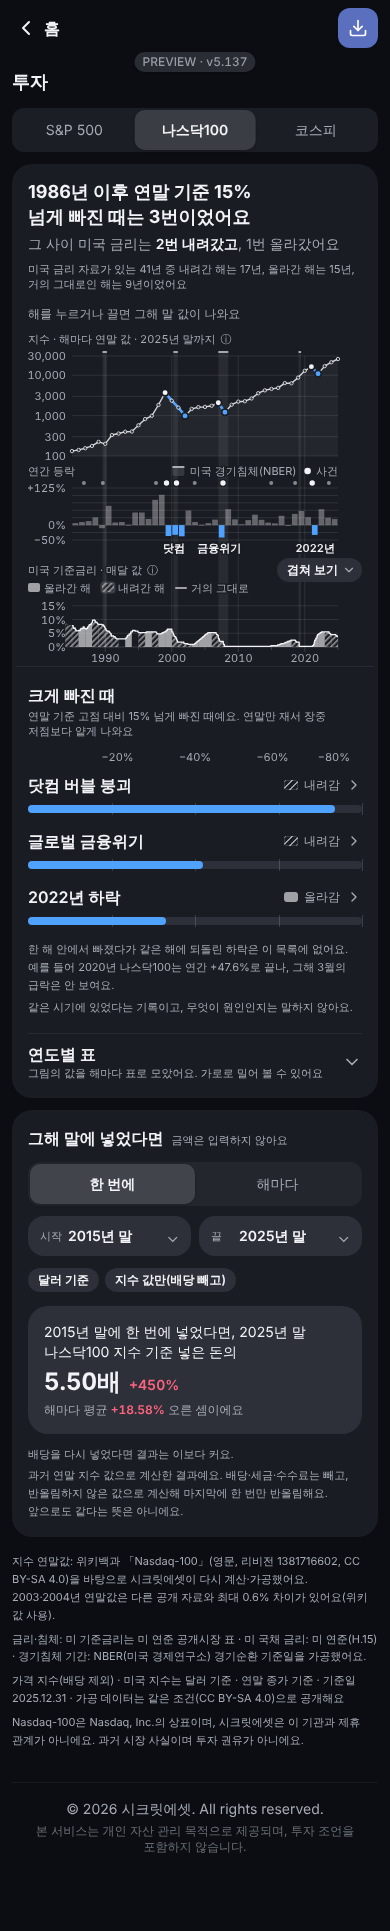 홈
PREVIEW · v5.137
투자
S&P 500
나스닥100
코스피
1986년 이후 연말 기준 15%
넘게 빠진 때는 3번이었어요
그 사이 미국 금리는 2번 내려갔고, 1번 올라갔어요
미국 금리 자료가 있는 41년 중 내려간 해는 17년, 올라간 해는 15년,
거의 그대로인 해는 9년이었어요
해를 누르거나 끌면 그해 말 값이 나와요
지수 · 해마다 연말 값 · 2025년 말까지 ⓘ
30,000
10,000
3,000
1,000
300
100
연간 등락
미국 경기침체(NBER)
사건
+125%
0%
−50%
닷컴
금융위기
2022년
미국 기준금리 · 매달 값 ⓘ
겹쳐 보기
올라간 해
내려간 해
거의 그대로
15%
10%
5%
0%
1990
2000
2010
2020
크게 빠진 때
연말 기준 고점 대비 15% 넘게 빠진 때예요. 연말만 재서 장중
저점보다 얕게 나와요
−20%
−40%
−60%
−80%
닷컴 버블 붕괴
내려감
글로벌 금융위기
내려감
2022년 하락
올라감
한 해 안에서 빠졌다가 같은 해에 되돌린 하락은 이 목록에 없어요.
예를 들어 2020년 나스닥100는 연간 +47.6%로 끝나, 그해 3월의
급락은 안 보여요.
같은 시기에 있었다는 기록이고, 무엇이 원인인지는 말하지 않아요.
연도별 표
그림의 값을 해마다 표로 모았어요. 가로로 밀어 볼 수 있어요
그해 말에 넣었다면
금액은 입력하지 않아요
한 번에
해마다
시작 2015년 말
끝 2025년 말
달러 기준
지수 값만(배당 빼고)
2015년 말에 한 번에 넣었다면, 2025년 말
나스닥100 지수 기준 넣은 돈의
5.50배 +450%
해마다 평균 +18.58% 오른 셈이에요
배당을 다시 넣었다면 결과는 이보다 커요.
과거 연말 지수 값으로 계산한 결과예요. 배당·세금·수수료는 빼고,
반올림하지 않은 값으로 계산해 마지막에 한 번만 반올림해요.
앞으로도 같다는 뜻은 아니에요.
지수 연말값: 위키백과 「Nasdaq-100」(영문, 리비전 1381716602, CC
BY-SA 4.0)을 바탕으로 시크릿에셋이 다시 계산·가공했어요.
2003·2004년 연말값은 다른 공개 자료와 최대 0.6% 차이가 있어요(위키
값 사용).
금리·침체: 미 기준금리는 미 연준 공개시장 표 · 미 국채 금리: 미 연준(H.15)
· 경기침체 기간: NBER(미국 경제연구소) 경기순환 기준일을 가공했어요.
가격 지수(배당 제외) · 미국 지수는 달러 기준 · 연말 종가 기준 · 기준일
2025.12.31 · 가공 데이터는 같은 조건(CC BY-SA 4.0)으로 공개해요
Nasdaq-100은 Nasdaq, Inc.의 상표이며, 시크릿에셋은 이 기관과 제휴
관계가 아니에요. 과거 시장 사실이며 투자 권유가 아니에요.
© 2026 시크릿에셋. All rights reserved.
본 서비스는 개인 자산 관리 목적으로 제공되며, 투자 조언을
포함하지 않습니다.